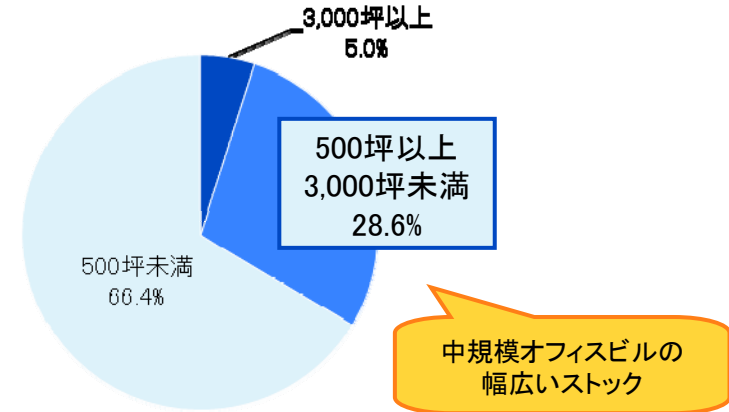 3,000坪以上
5.0%
500坪以上
3,000坪未満
28.6%
500坪未満
66.4%
中規模オフィスビルの
幅広いストック